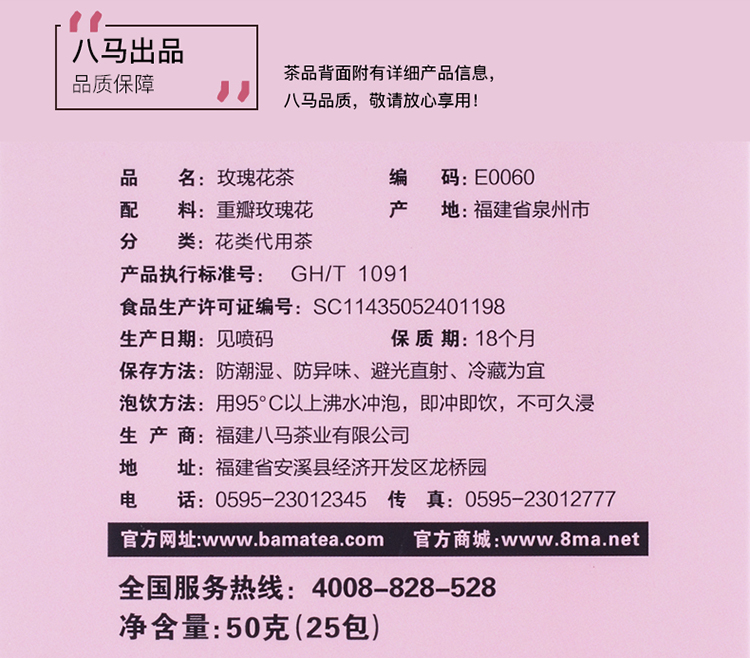 八马出品
品质保障
茶品背面附有详细产品信息，
八马品质，敬请放心享用！
品 名：玫瑰花茶 编 码：E0060
配 料：重瓣玫瑰花 产 地：福建省泉州市
分 类：花类代用茶
产品执行标准号： GH/T 1091
食品生产许可证编号：SC11435052401198
生产日期：见喷码 保质期：18个月
保存方法：防潮湿、防异味、避光直射、冷藏为宜
泡饮方法：用95°C以上沸水冲泡，即冲即饮，不可久浸
生产商：福建八马茶业有限公司
地 址：福建省安溪县经济开发区龙桥园
电 话：0595-23012345 传 真：0595-23012777
官方网址:www.bamatea.com 官方商城:www.8ma.net
全国服务热线：4008-828-528
净含量:50克(25包)